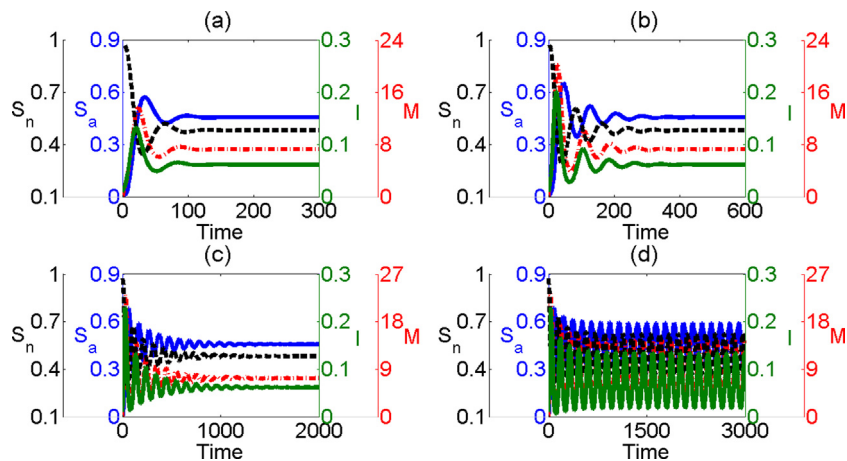 (a)
1
0.7
0.4
0.1
S_n
0.9
0.6
0.3
0
S_a
0.3
0.2
0.1
0
I
24
16
8
0
M
0 100 200 300
Time
(b)
1
0.7
0.4
0.1
S_n
0.9
0.6
0.3
0
S_a
0.3
0.2
0.1
0
I
24
16
8
0
M
0 200 400 600
Time
(c)
1
0.7
0.4
0.1
S_n
0.9
0.6
0.3
0
S_a
0.3
0.2
0.1
0
I
27
18
9
0
M
0 1000 2000
Time
(d)
1
0.7
0.4
0.1
S_n
0.9
0.6
0.3
0
S_a
0.3
0.2
0.1
0
I
27
18
9
0
M
0 1500 3000
Time